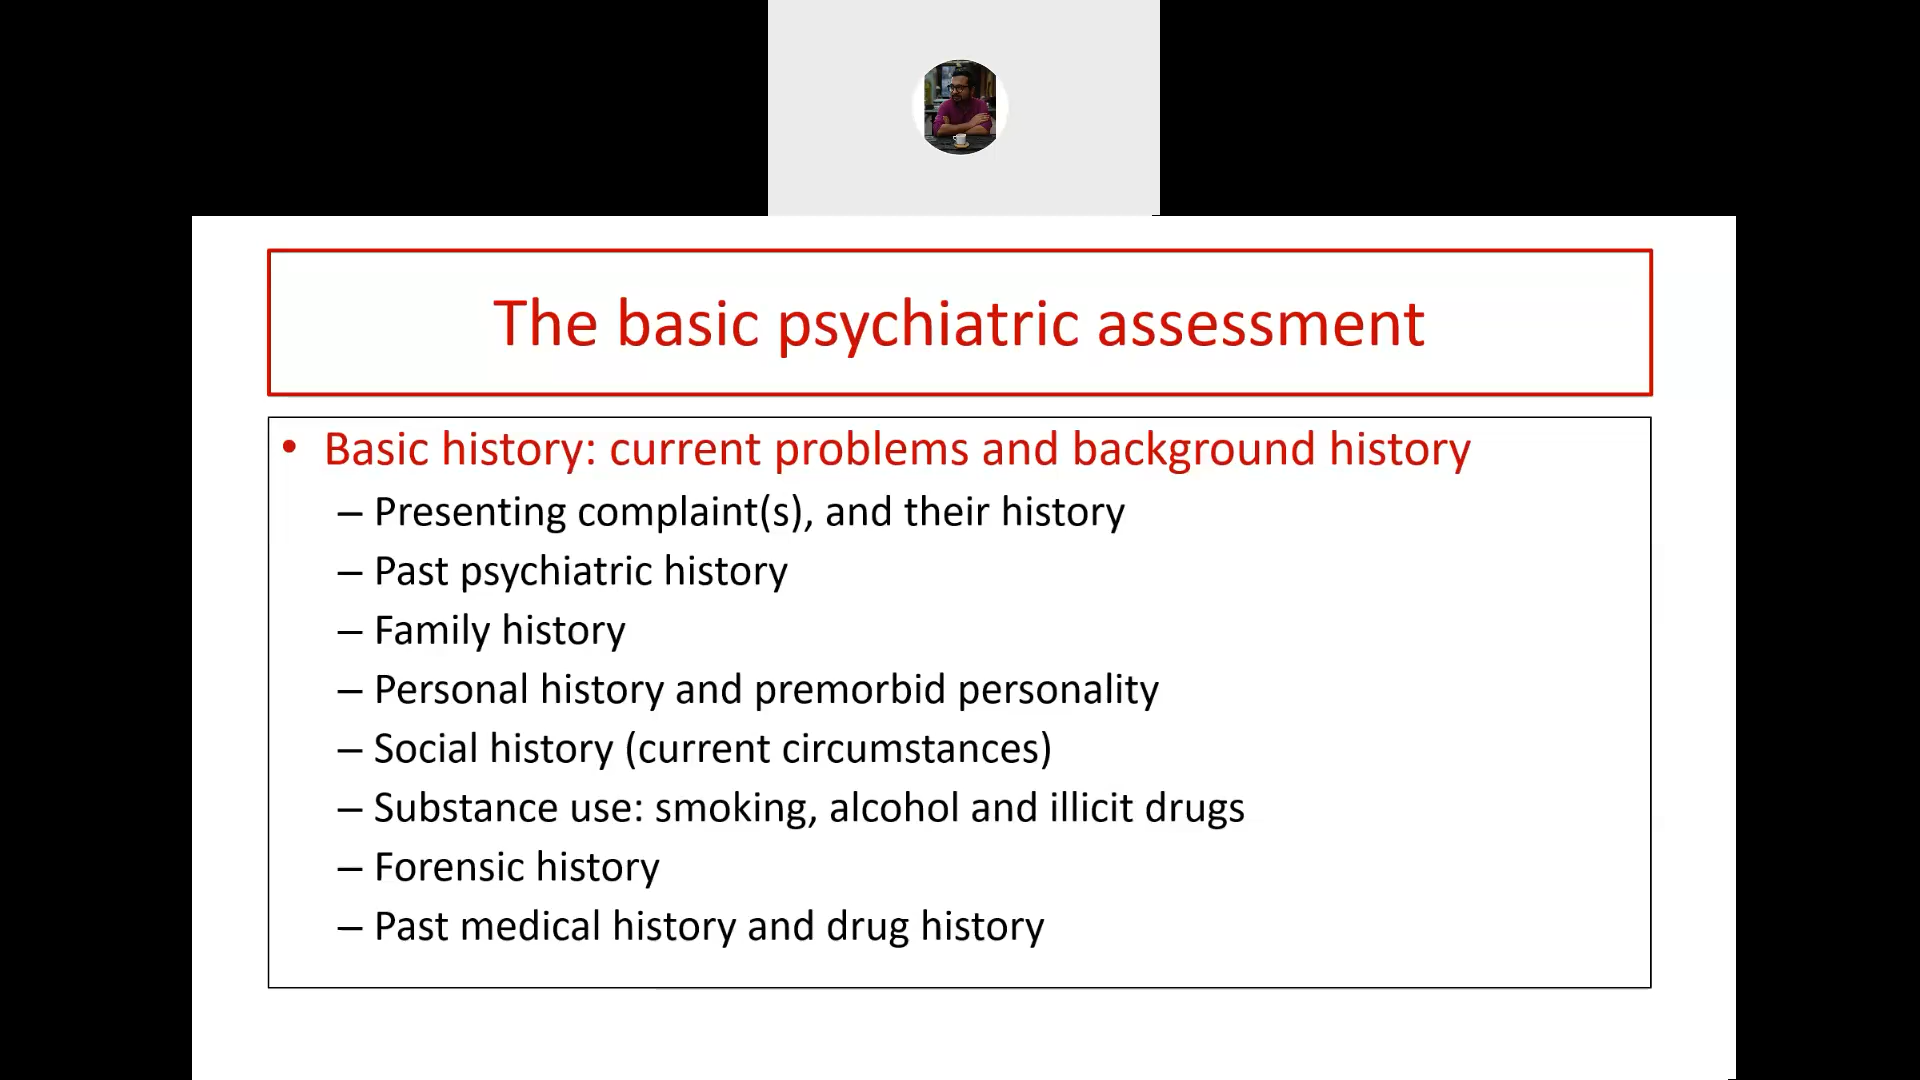 The basic psychiatric assessment
• Basic history: current problems and background history
– Presenting complaint(s), and their history
– Past psychiatric history
– Family history
– Personal history and premorbid personality
– Social history (current circumstances)
– Substance use: smoking, alcohol and illicit drugs
– Forensic history
– Past medical history and drug history